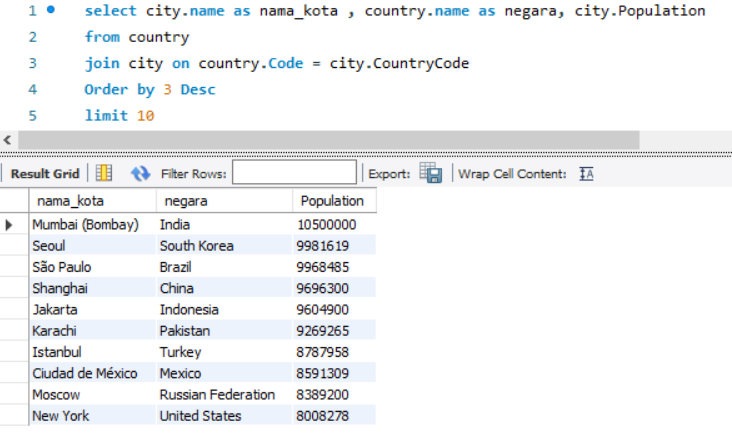 1 select city.name as nama_kota , country.name as negara, city.Population
2 from country
3 join city on country.Code = city.CountryCode
4 Order by 3 Desc
5 limit 10
Result Grid Filter Rows: Export: Wrap Cell Content: IA
nama_kota negara Population
Mumbai (Bombay) India 10500000
Seoul South Korea 9981619
São Paulo Brazil 9968485
Shanghai China 9696300
Jakarta Indonesia 9604900
Karachi Pakistan 9269265
Istanbul Turkey 8787958
Ciudad de México Mexico 8591309
Moscow Russian Federation 8389200
New York United States 8008278